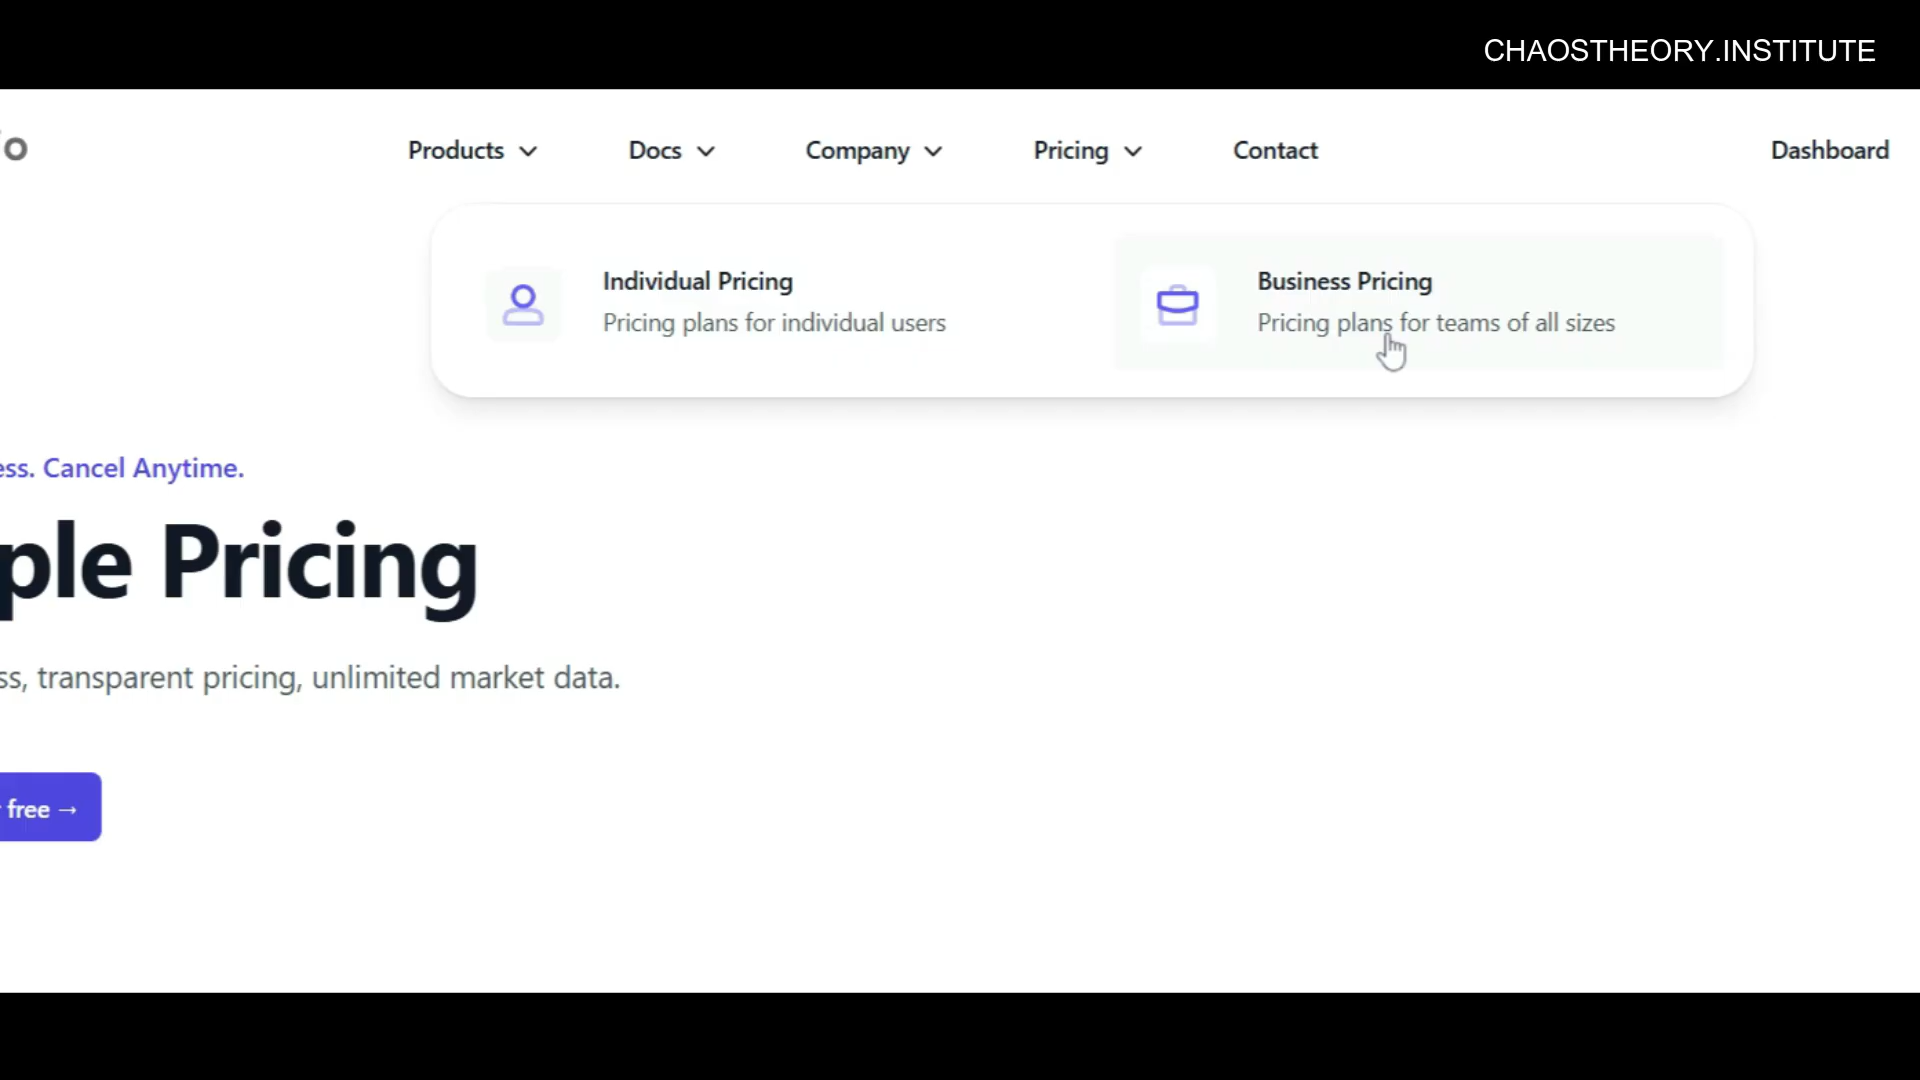 CHAOSTHEORY.INSTITUTE
o
Products Docs Company Pricing Contact Dashboard
Individual Pricing
Pricing plans for individual users
Business Pricing
Pricing plans for teams of all sizes
ess. Cancel Anytime.
ple Pricing
ss, transparent pricing, unlimited market data.
free →